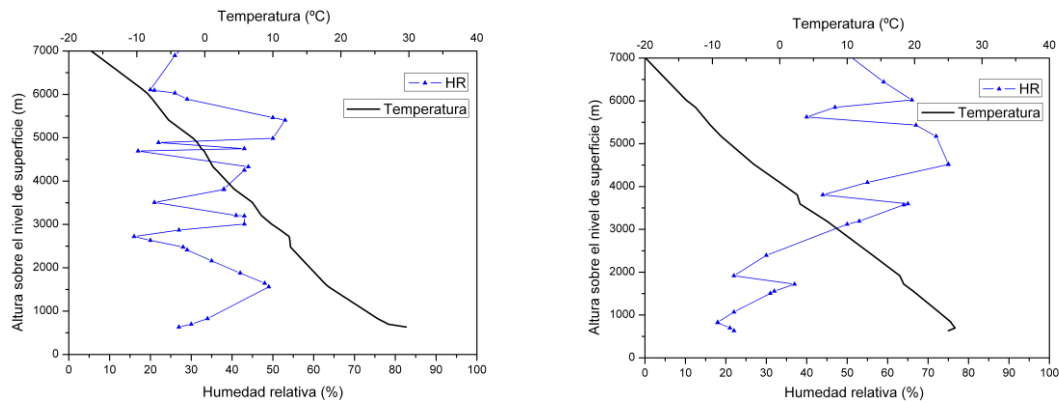 Temperatura (ºC)
-20 -10 0 10 20 30 40
7000
6000
5000
4000
3000
2000
1000
0
Altura sobre el nivel de superficie (m)
HR
Temperatura
0 10 20 30 40 50 60 70 80 90 100
Humedad relativa (%)
Temperatura (ºC)
-20 -10 0 10 20 30 40
7000
6000
5000
4000
3000
2000
1000
0
Altura sobre el nivel de superficie (m)
HR
Temperatura
0 10 20 30 40 50 60 70 80 90 100
Humedad relativa (%)